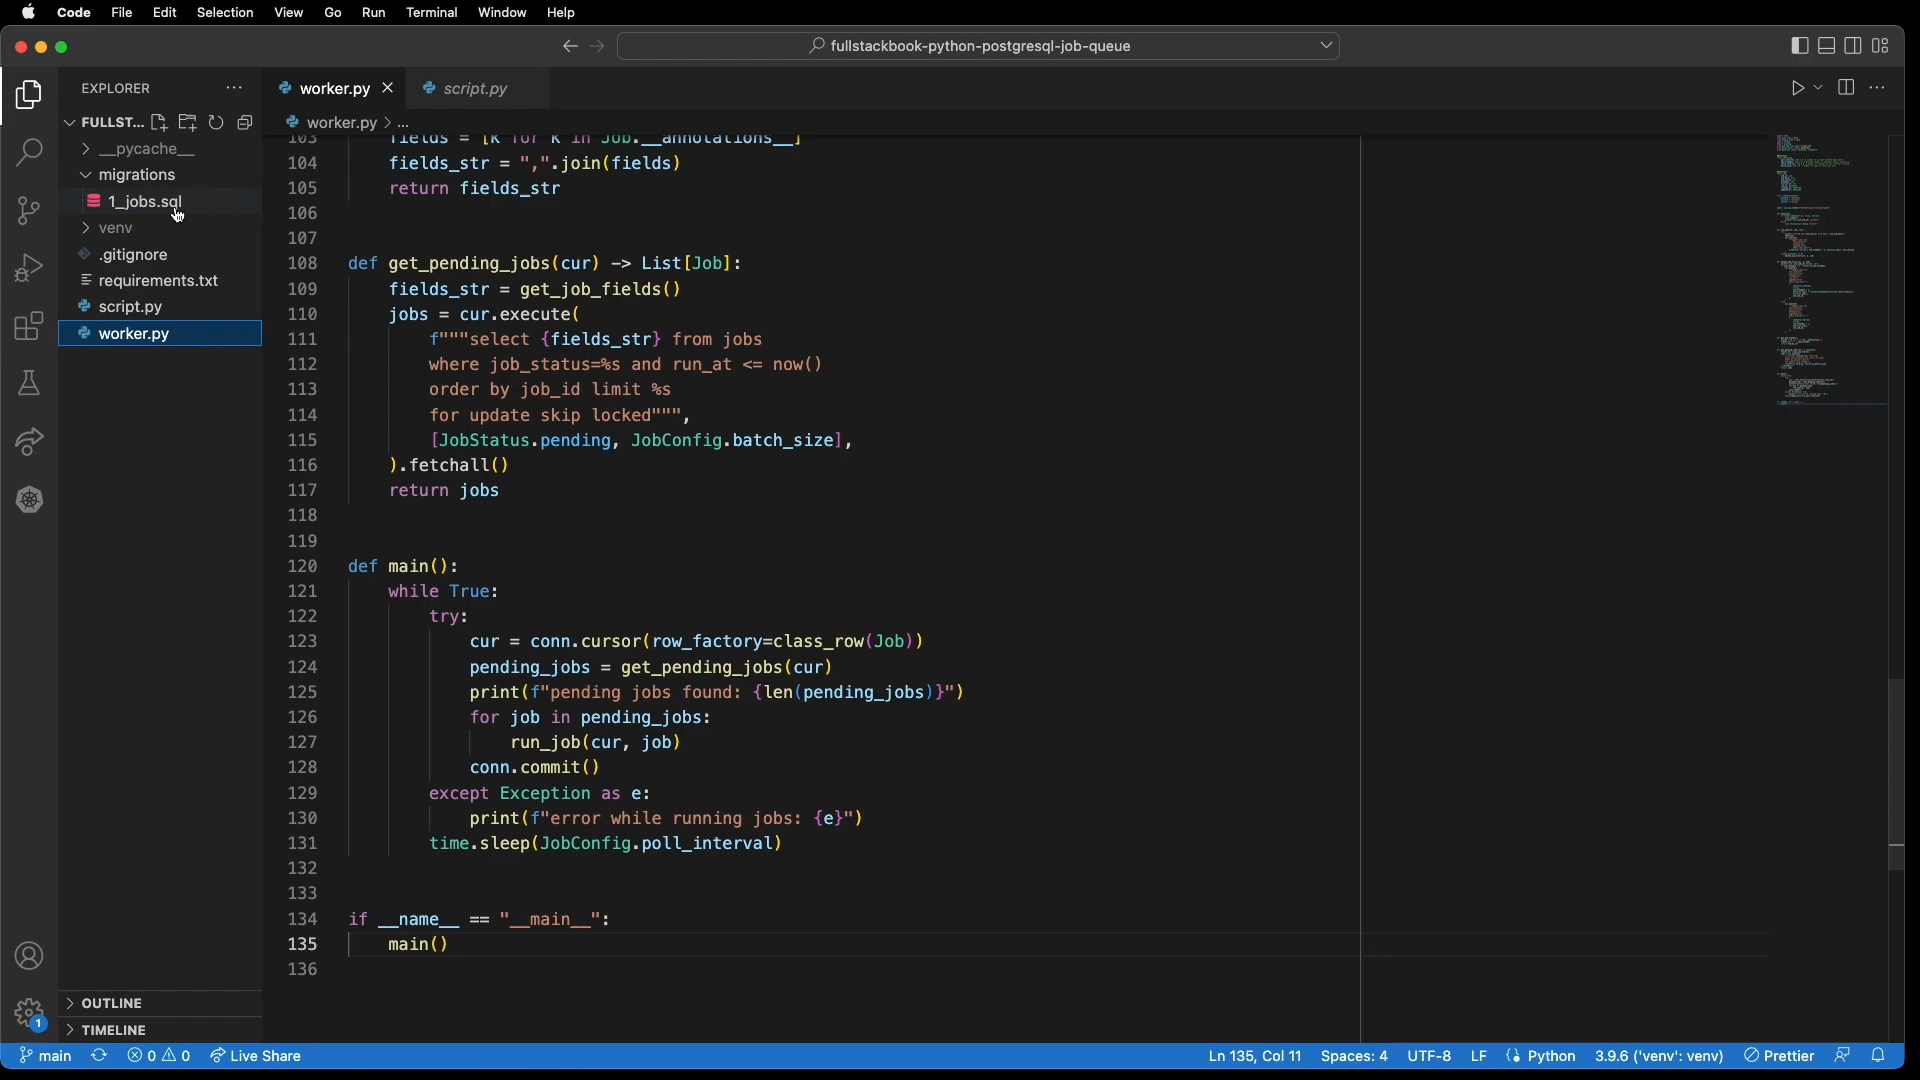 Code File Edit Selection View Go Run Terminal Window Help
fullstackbook-python-postgresql-job-queue
EXPLORER
FULLST...
__pycache__
migrations
1_jobs.sql
venv
.gitignore
requirements.txt
script.py
worker.py
OUTLINE
TIMELINE
worker.py script.py
worker.py > ...
103 fields = [k for k in Job.__annotations__]
104 fields_str = ",".join(fields)
105 return fields_str
106
107
108 def get_pending_jobs(cur) -> List[Job]:
109 fields_str = get_job_fields()
110 jobs = cur.execute(
111 f"""select {fields_str} from jobs
112 where job_status=%s and run_at <= now()
113 order by job_id limit %s
114 for update skip locked""",
115 [JobStatus.pending, JobConfig.batch_size],
116 ).fetchall()
117 return jobs
118
119
120 def main():
121 while True:
122 try:
123 cur = conn.cursor(row_factory=class_row(Job))
124 pending_jobs = get_pending_jobs(cur)
125 print(f"pending jobs found: {len(pending_jobs)}")
126 for job in pending_jobs:
127 run_job(cur, job)
128 conn.commit()
129 except Exception as e:
130 print(f"error while running jobs: {e}")
131 time.sleep(JobConfig.poll_interval)
132
133
134 if __name__ == "__main__":
135 main()
136
1
main 0 0 Live Share Ln 135, Col 11 Spaces: 4 UTF-8 LF Python 3.9.6 ('venv': venv) Prettier